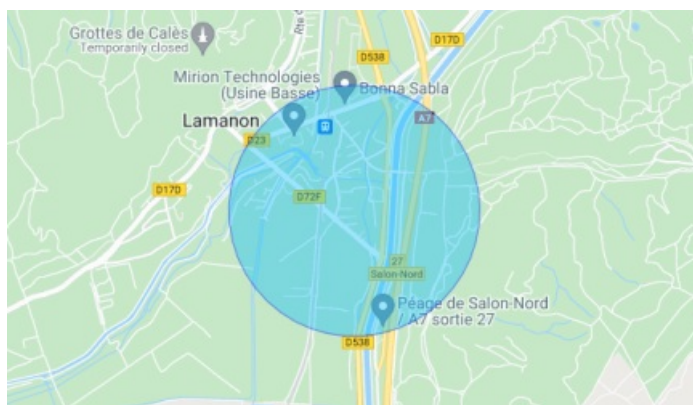 Grottes de Calès
Temporarily closed
D17D
D538
Mirion Technologies
(Usine Basse)
Bonna Sabla
Lamanon
A7
D23
D17D
D72F
27
Salon-Nord
Péage de Salon-Nord
/ A7 sortie 27
D538